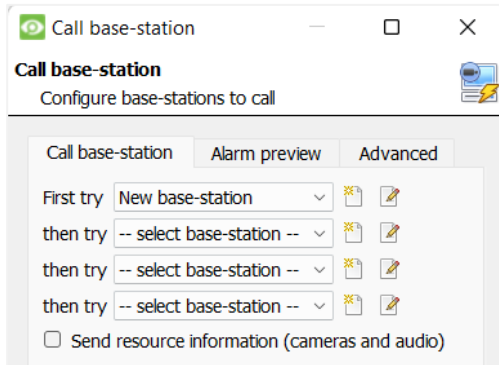 Call base-station
Call base-station
Configure base-stations to call
Call base-station Alarm preview Advanced
First try New base-station
then try -- select base-station --
then try -- select base-station --
then try -- select base-station --
Send resource information (cameras and audio)